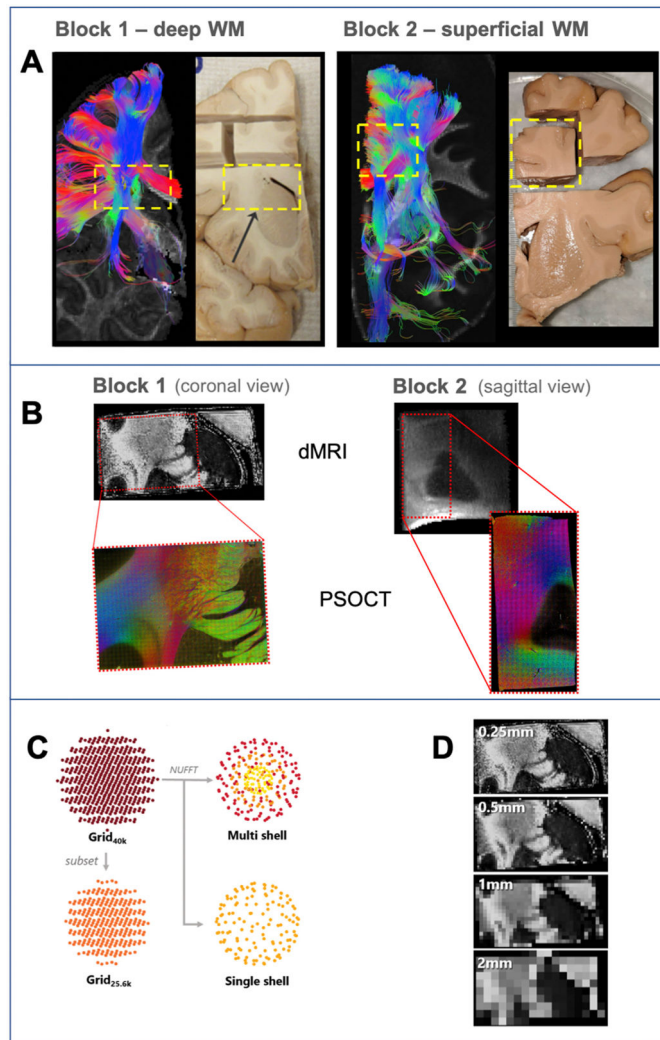 Block 1 – deep WM
Block 2 – superficial WM
A
Block 1 (coronal view)
Block 2 (sagittal view)
B
dMRI
PSOCT
C
NUFFT
Grid40k
Multi shell
subset
Grid25.6k
Single shell
D
0.25mm
0.5mm
1mm
2mm